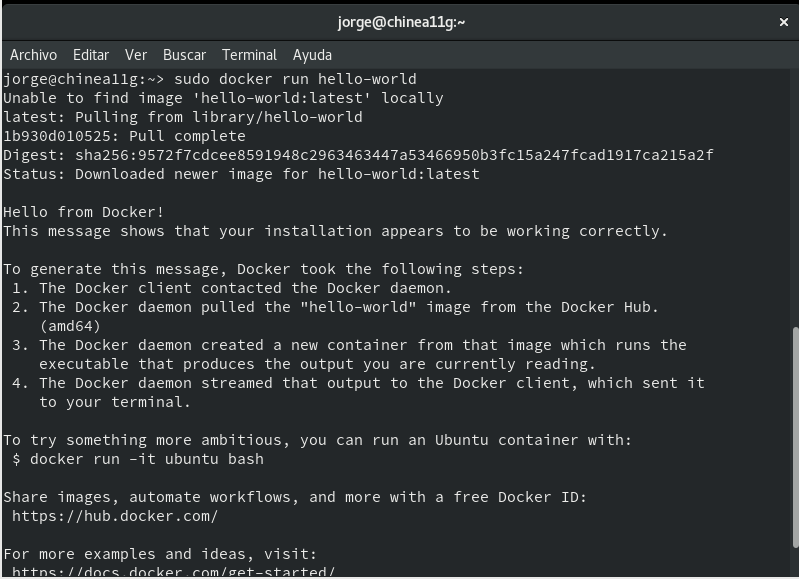 jorge@chinea11g:~
×
Archivo Editar Ver Buscar Terminal Ayuda
jorge@chinea11g:~> sudo docker run hello-world
Unable to find image 'hello-world:latest' locally
latest: Pulling from library/hello-world
1b930d010525: Pull complete
Digest: sha256:9572f7cdcee8591948c2963463447a53466950b3fc15a247fcad1917ca215a2f
Status: Downloaded newer image for hello-world:latest

Hello from Docker!
This message shows that your installation appears to be working correctly.

To generate this message, Docker took the following steps:
 1. The Docker client contacted the Docker daemon.
 2. The Docker daemon pulled the "hello-world" image from the Docker Hub.
    (amd64)
 3. The Docker daemon created a new container from that image which runs the
    executable that produces the output you are currently reading.
 4. The Docker daemon streamed that output to the Docker client, which sent it
    to your terminal.

To try something more ambitious, you can run an Ubuntu container with:
 $ docker run -it ubuntu bash

Share images, automate workflows, and more with a free Docker ID:
 https://hub.docker.com/

For more examples and ideas, visit:
 https://docs.docker.com/get-started/